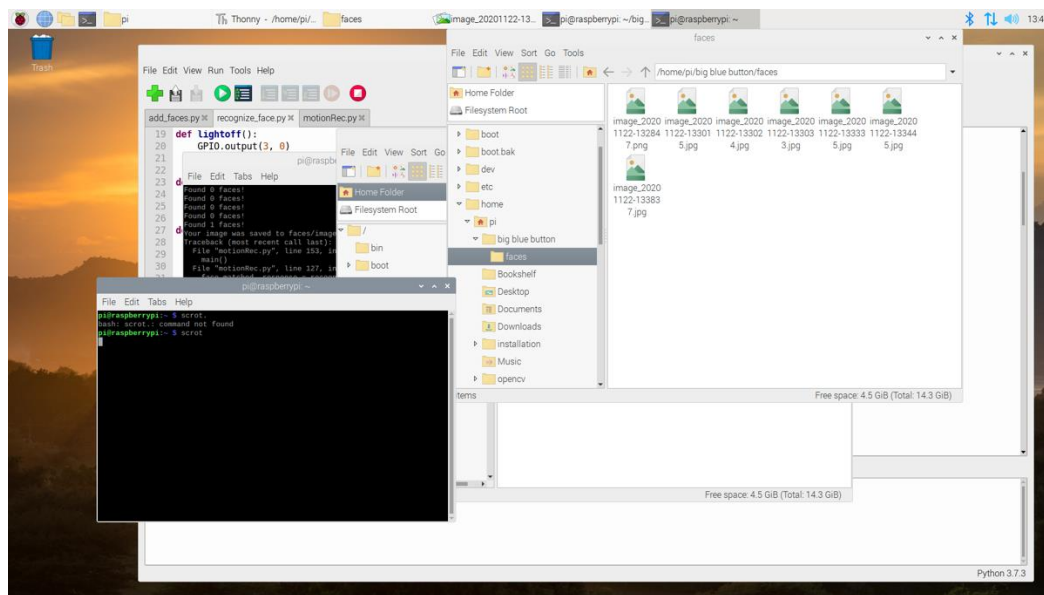 pi
Thonny - /home/pi/...
faces
image_20201122-13...
pi@raspberrypi: ~/big...
pi@raspberrypi: ~
13:4
Trash
File Edit View Run Tools Help
add_faces.py
recognize_face.py
motionRec.py
19 def lightoff():
20 GPIO.output(3, 0)
21
22
23 d
24
25
26
27 d
28
29
30
pi@raspb
File Edit Tabs Help
Found 0 faces!
Found 0 faces!
Found 0 faces!
Found 0 faces!
Found 1 faces!
Your image was saved to faces/image
Traceback (most recent call last):
File "motionRec.py", line 153, in
main()
File "motionRec.py", line 127, in
File Edit View Sort Go
Home Folder
Filesystem Root
/
bin
boot
pi@raspberrypi: ~
File Edit Tabs Help
pi@raspberrypi:~ $ scrot.
bash: scrot.: command not found
pi@raspberrypi:~ $ scrot
faces
File Edit View Sort Go Tools
/home/pi/big blue button/faces
Home Folder
Filesystem Root
boot
boot.bak
dev
etc
home
pi
big blue button
faces
Bookshelf
Desktop
Documents
Downloads
installation
Music
opencv
image_2020
1122-13284
7.png
image_2020
1122-13301
5.jpg
image_2020
1122-13302
4.jpg
image_2020
1122-13303
3.jpg
image_2020
1122-13333
5.jpg
image_2020
1122-13344
5.jpg
image_2020
1122-13383
7.jpg
tems
Free space: 4.5 GiB (Total: 14.3 GiB)
Free space: 4.5 GiB (Total: 14.3 GiB)
Python 3.7.3